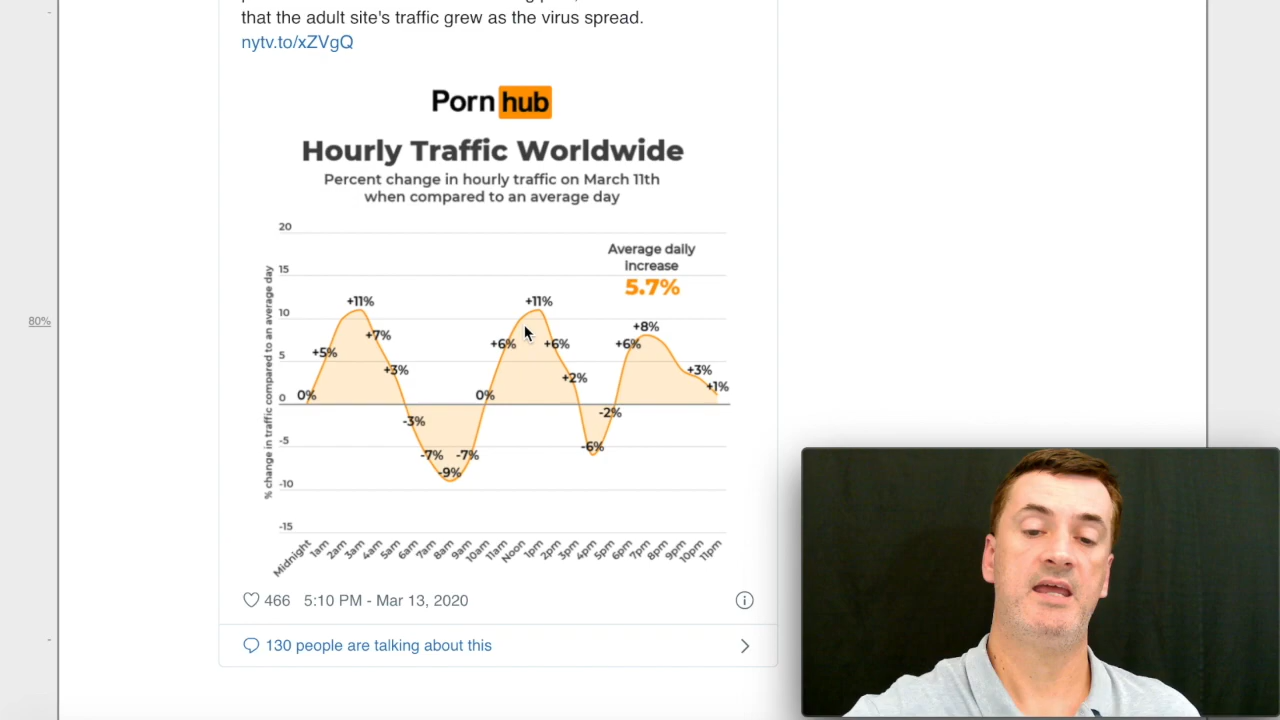 that the adult site's traffic grew as the virus spread.
nytv.to/xZVgQ
Porn hub
Hourly Traffic Worldwide
Percent change in hourly traffic on March 11th
when compared to an average day
% change in traffic compared to an average day
20
15
10
5
0
-5
-10
-15
Average daily
increase
5.7%
0%
+5%
+11%
+7%
+3%
-3%
-7%
-9%
-7%
0%
+6%
+11%
+6%
+2%
-6%
-2%
+6%
+8%
+3%
+1%
Midnight
1am
2am
3am
4am
5am
6am
7am
8am
9am
10am
11am
Noon
1pm
2pm
3pm
4pm
5pm
6pm
7pm
8pm
9pm
10pm
11pm
466 5:10 PM - Mar 13, 2020
130 people are talking about this
80%